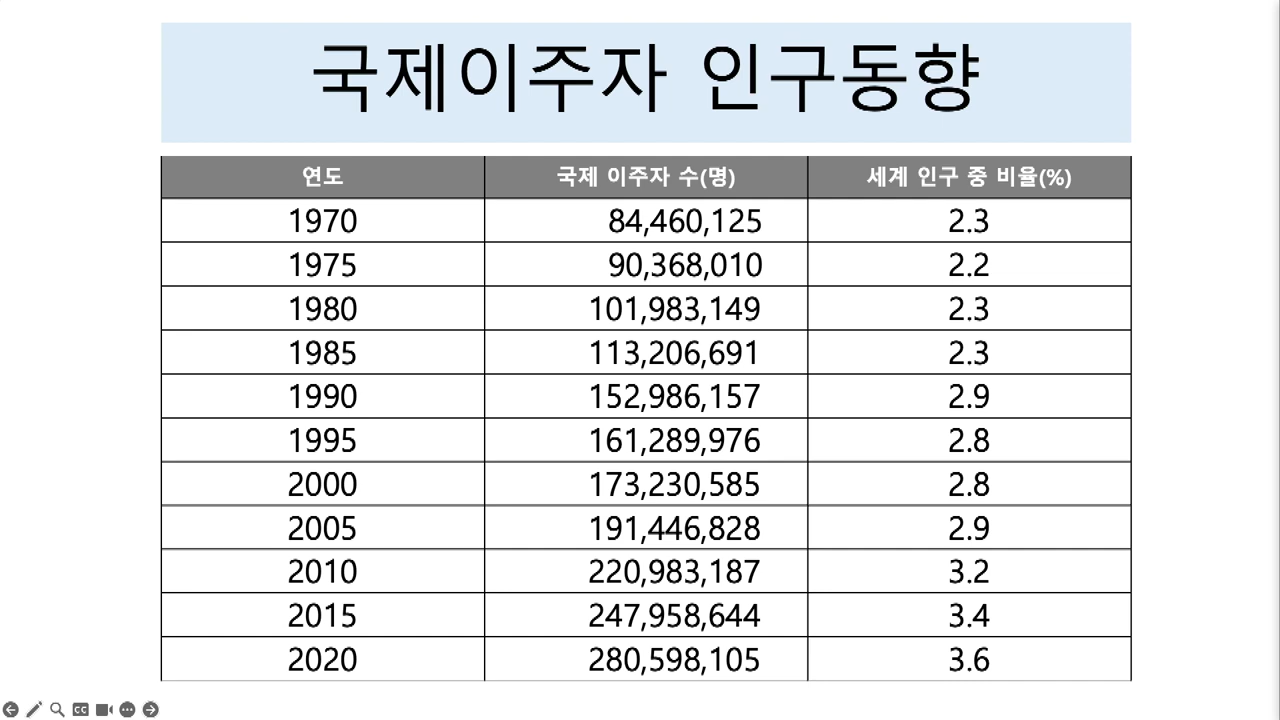 국제이주자 인구동향
연도 국제 이주자 수(명) 세계 인구 중 비율(%)
1970 84,460,125 2.3
1975 90,368,010 2.2
1980 101,983,149 2.3
1985 113,206,691 2.3
1990 152,986,157 2.9
1995 161,289,976 2.8
2000 173,230,585 2.8
2005 191,446,828 2.9
2010 220,983,187 3.2
2015 247,958,644 3.4
2020 280,598,105 3.6
CC